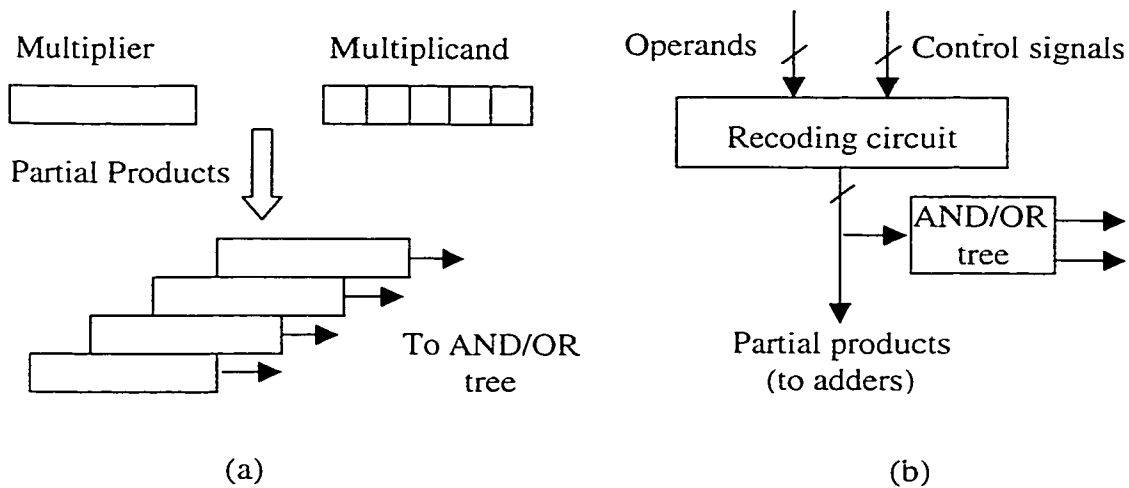 Multiplier
Multiplicand
Partial Products
To AND/OR
tree
(a)
Operands
Control signals
Recoding circuit
AND/OR
tree
Partial products
(to adders)
(b)